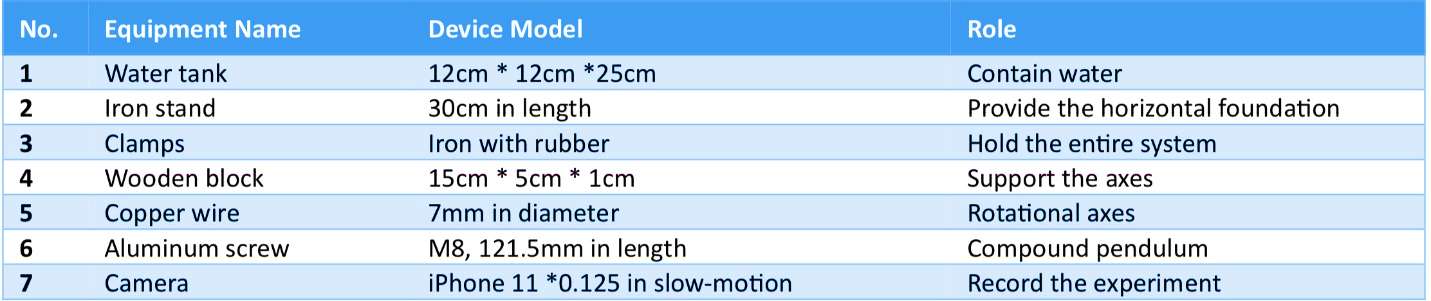 No. Equipment Name Device Model Role
1 Water tank 12cm * 12cm *25cm Contain water
2 Iron stand 30cm in length Provide the horizontal foundation
3 Clamps Iron with rubber Hold the entire system
4 Wooden block 15cm * 5cm * 1cm Support the axes
5 Copper wire 7mm in diameter Rotational axes
6 Aluminum screw M8, 121.5mm in length Compound pendulum
7 Camera iPhone 11 *0.125 in slow-motion Record the experiment